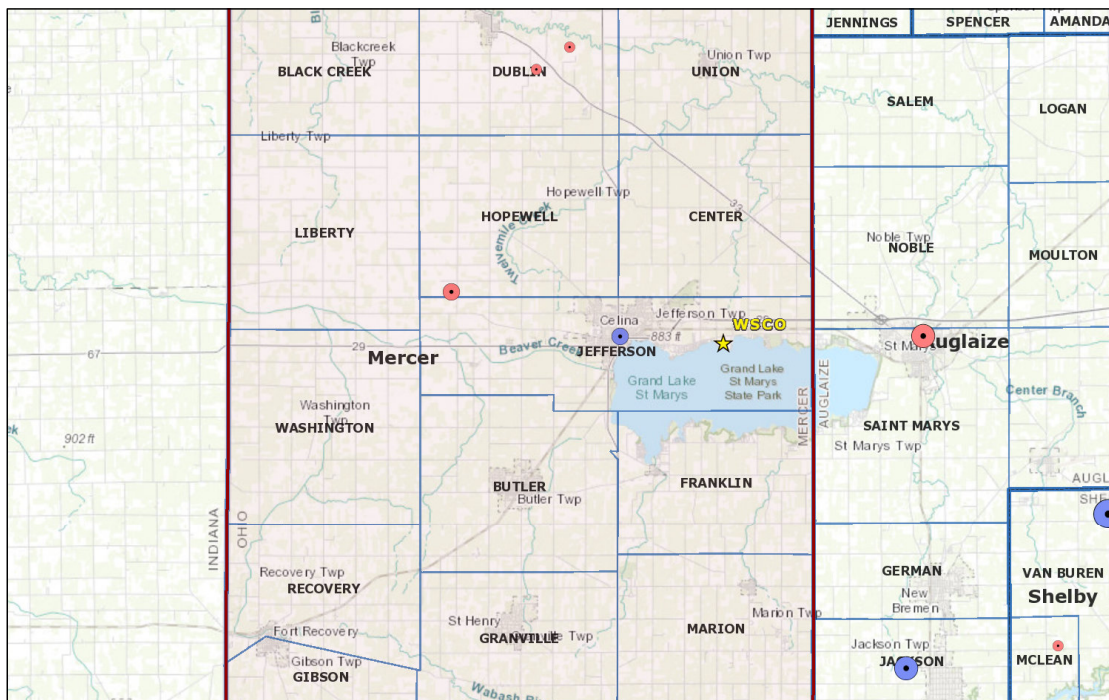 JENNINGS
SPENCER
AMANDA
Blackcreek
Twp
BLACK CREEK
DUBLIN
Union Twp
UNION
SALEM
LOGAN
Liberty Twp
Hopewell Twp
HOPEWELL
CENTER
33
LIBERTY
Twelvemile Creek
Noble Twp
NOBLE
MOULTON
Celina
Jefferson Twp
WSCO
883 ft
29
67
Mercer
Beaver Creek
JEFFERSON
St Marys
Auglaize
Grand Lake
St Marys
Grand Lake
St Marys
State Park
MERCER
AUGLAIZE
Center Branch
Washington
Twp
WASHINGTON
902 ft
SAINT MARYS
St Marys Twp
BUTLER
Butler Twp
FRANKLIN
INDIANA
OHIO
Recovery Twp
RECOVERY
GERMAN
New
Bremen
VAN BUREN
Shelby
St Henry
GRANVILLE
MARION
Marion Twp
Fort Recovery
Gibson Twp
GIBSON
Jackson Twp
JACKSON
MCLEAN
Wabash